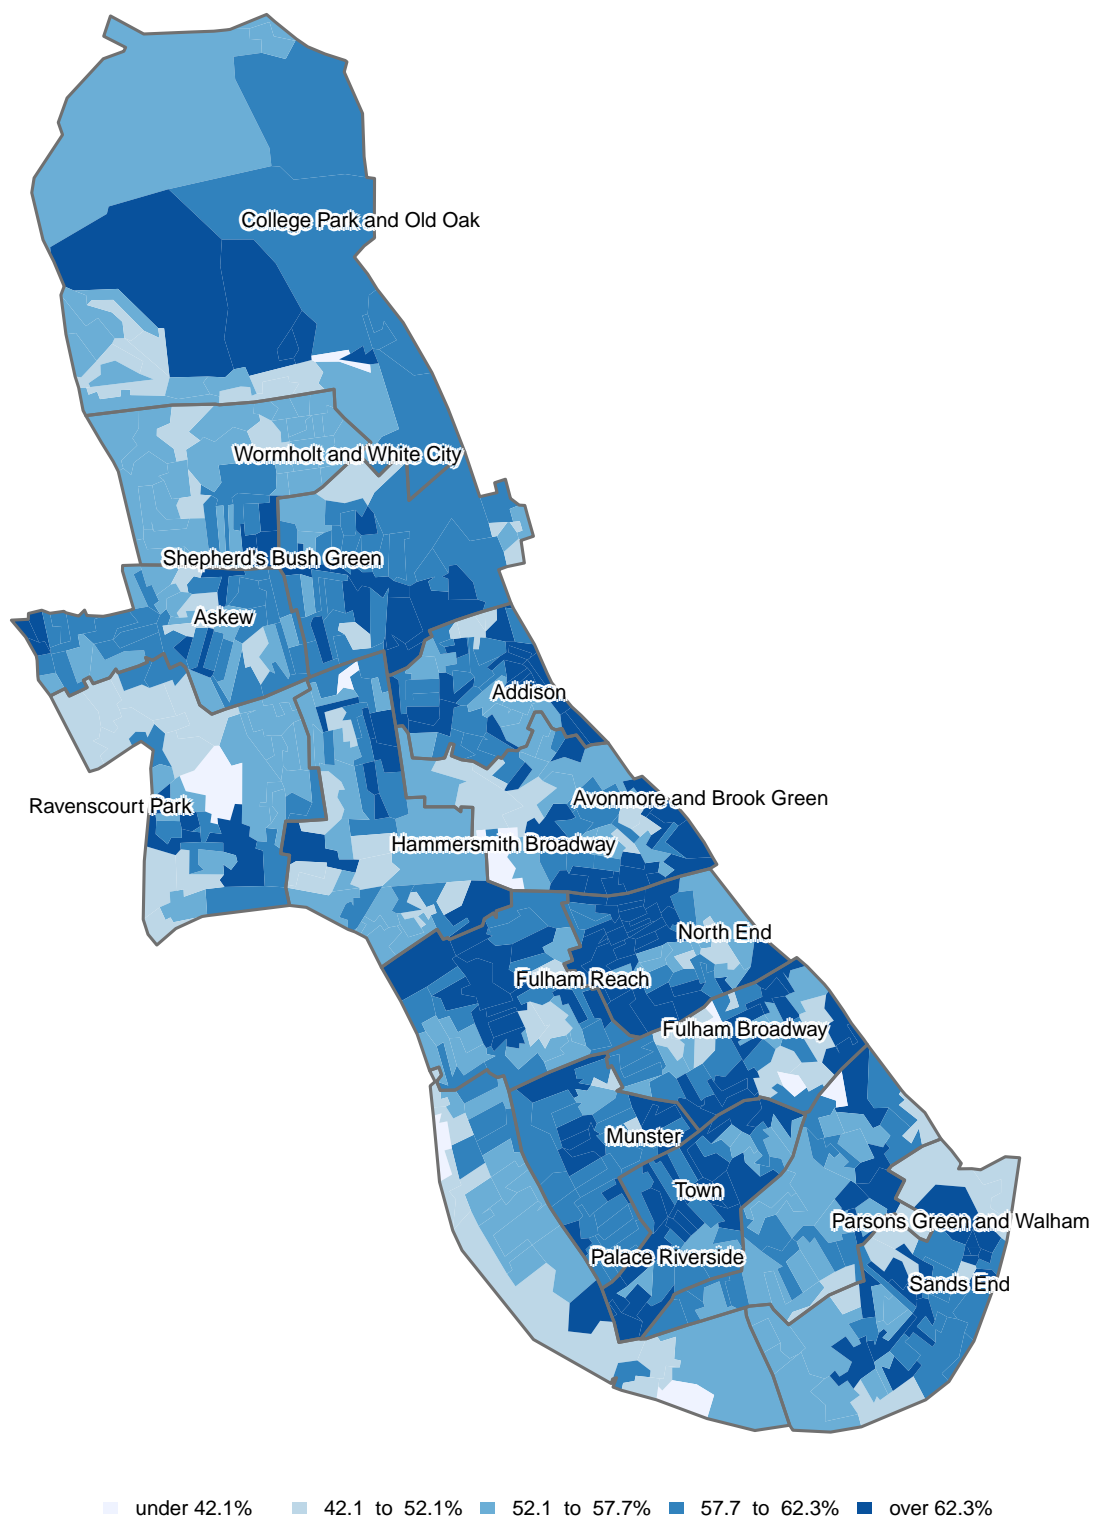 College Park and Old Oak
Wormholt and White City
Shepherd's Bush Green
Askew
Addison
Avonmore and Brook Green
Ravenscourt Park
Hammersmith Broadway
North End
Fulham Reach
Fulham Broadway
Munster
Town
Parsons Green and Walham
Palace Riverside
Sands End
under 42.1% 42.1 to 52.1% 52.1 to 57.7% 57.7 to 62.3% over 62.3%